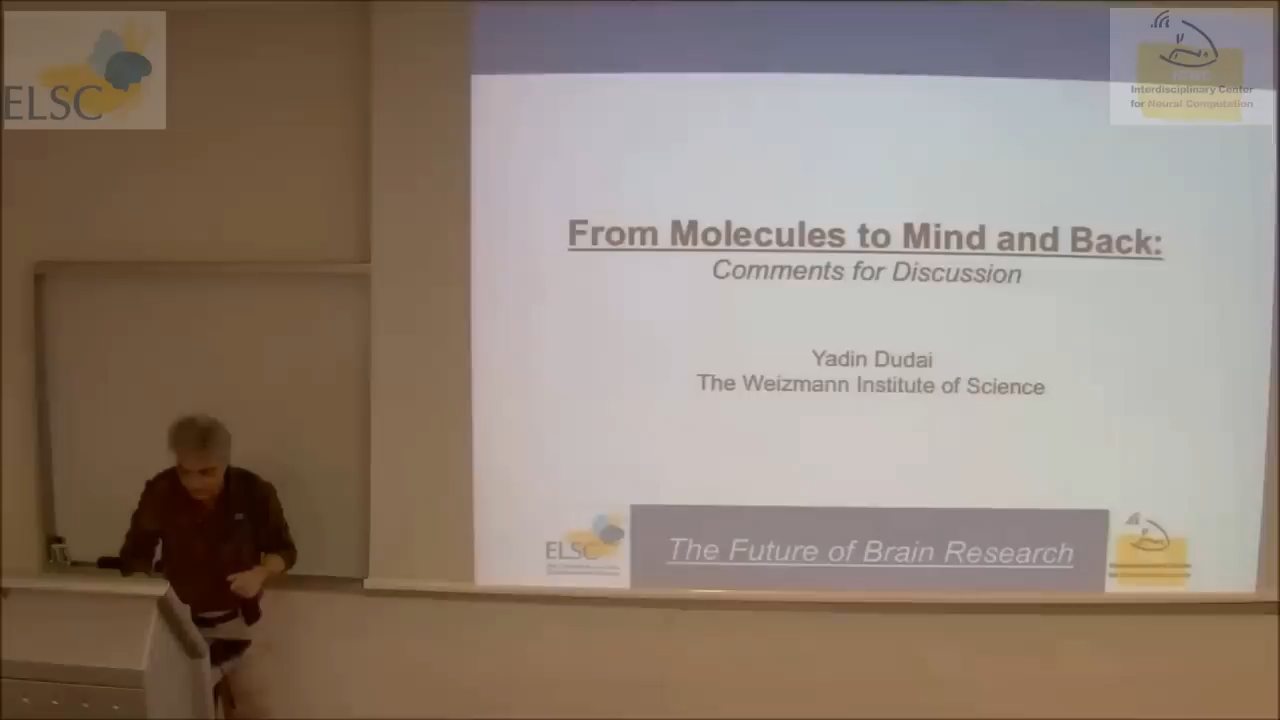 ELSC
Interdisciplinary Center
for Neural Computation
From Molecules to Mind and Back:
Comments for Discussion
Yadin Dudai
The Weizmann Institute of Science
ELSC
The Future of Brain Research